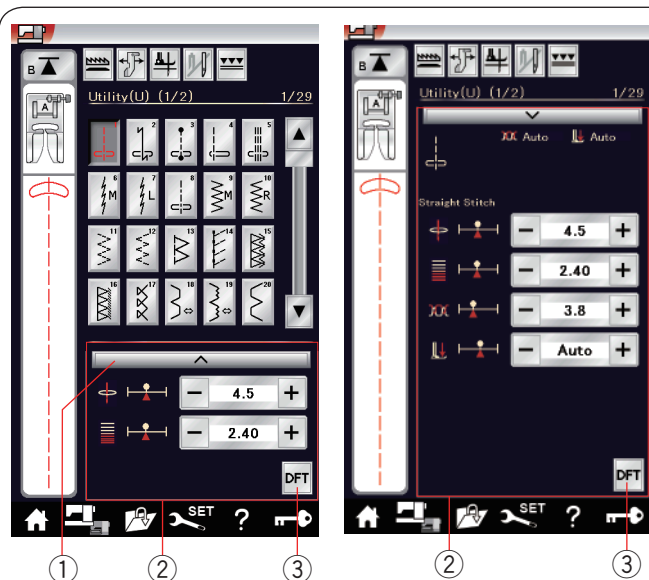 B
A
Utility(U) (1/2) 1/29
1 2 3 4 5
6 M 7 L 8 9 M 10 R
11 12 13 14 15
16 17 18 19 20
4.5
2.40
DFT
SET ?
1 2 3
B
A
Utility(U) (1/2) 1/29
Auto Auto
Straight Stitch
4.5
2.40
3.8
Auto
DFT
SET ?
2 3